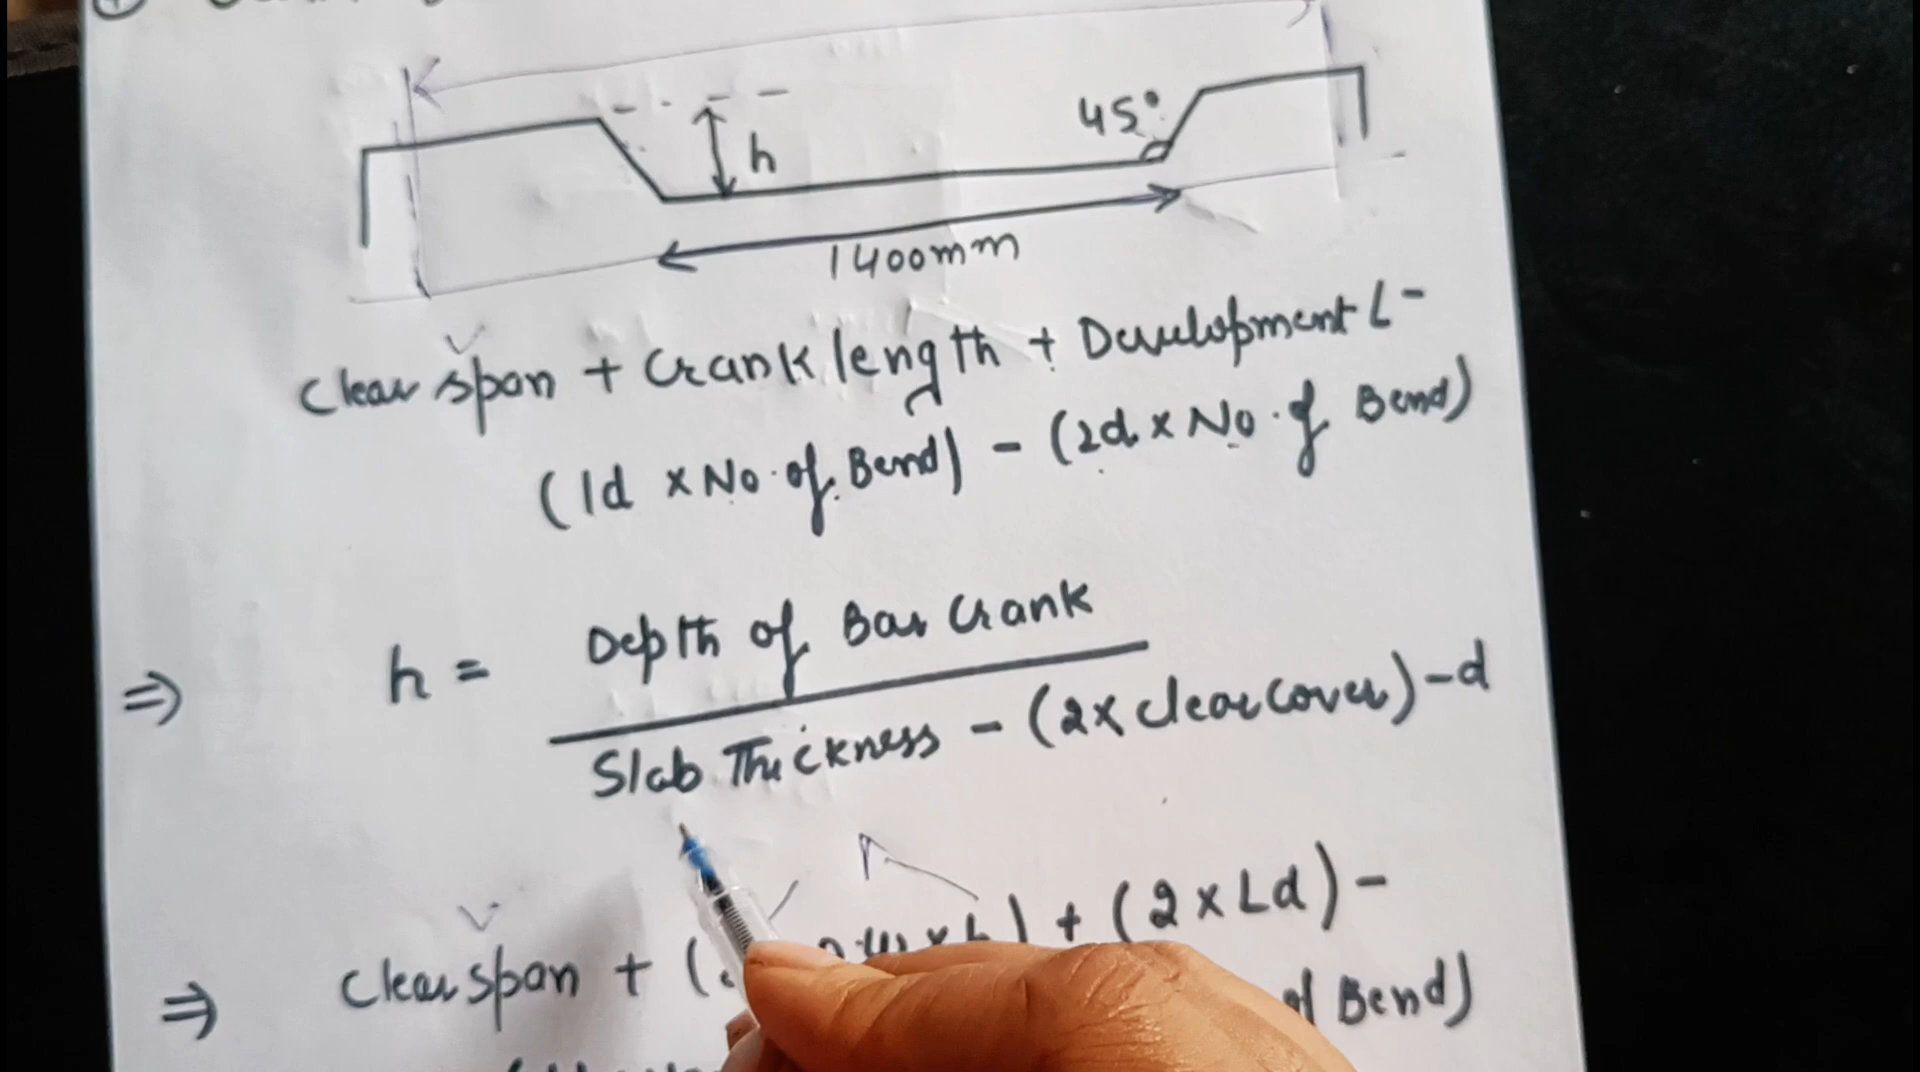 45°
h
1400mm
Clear span + Crank length + Development L -
(1d x No. of Bend) - (2d x No. of Bend)
⇒ h = Depth of Bar Crank
Slab Thickness - (2x clear cover) - d
⇒ Clear span + ( h) + (2 x Ld) -
of Bend)